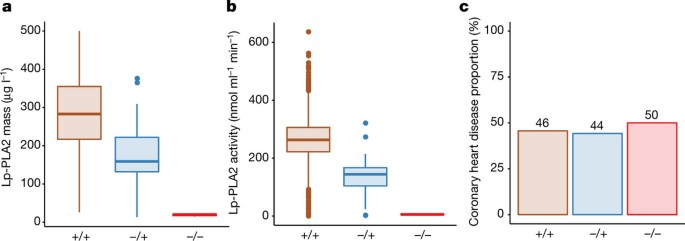 a
Lp-PLA2 mass (µg l⁻¹)
500
400
300
200
100
0
+/+ −/+ −/−
b
Lp-PLA2 activity (nmol ml⁻¹ min⁻¹)
600
400
200
0
+/+ −/+ −/−
c
Coronary heart disease proportion (%)
100
75
50
25
0
46 44 50
+/+ −/+ −/−